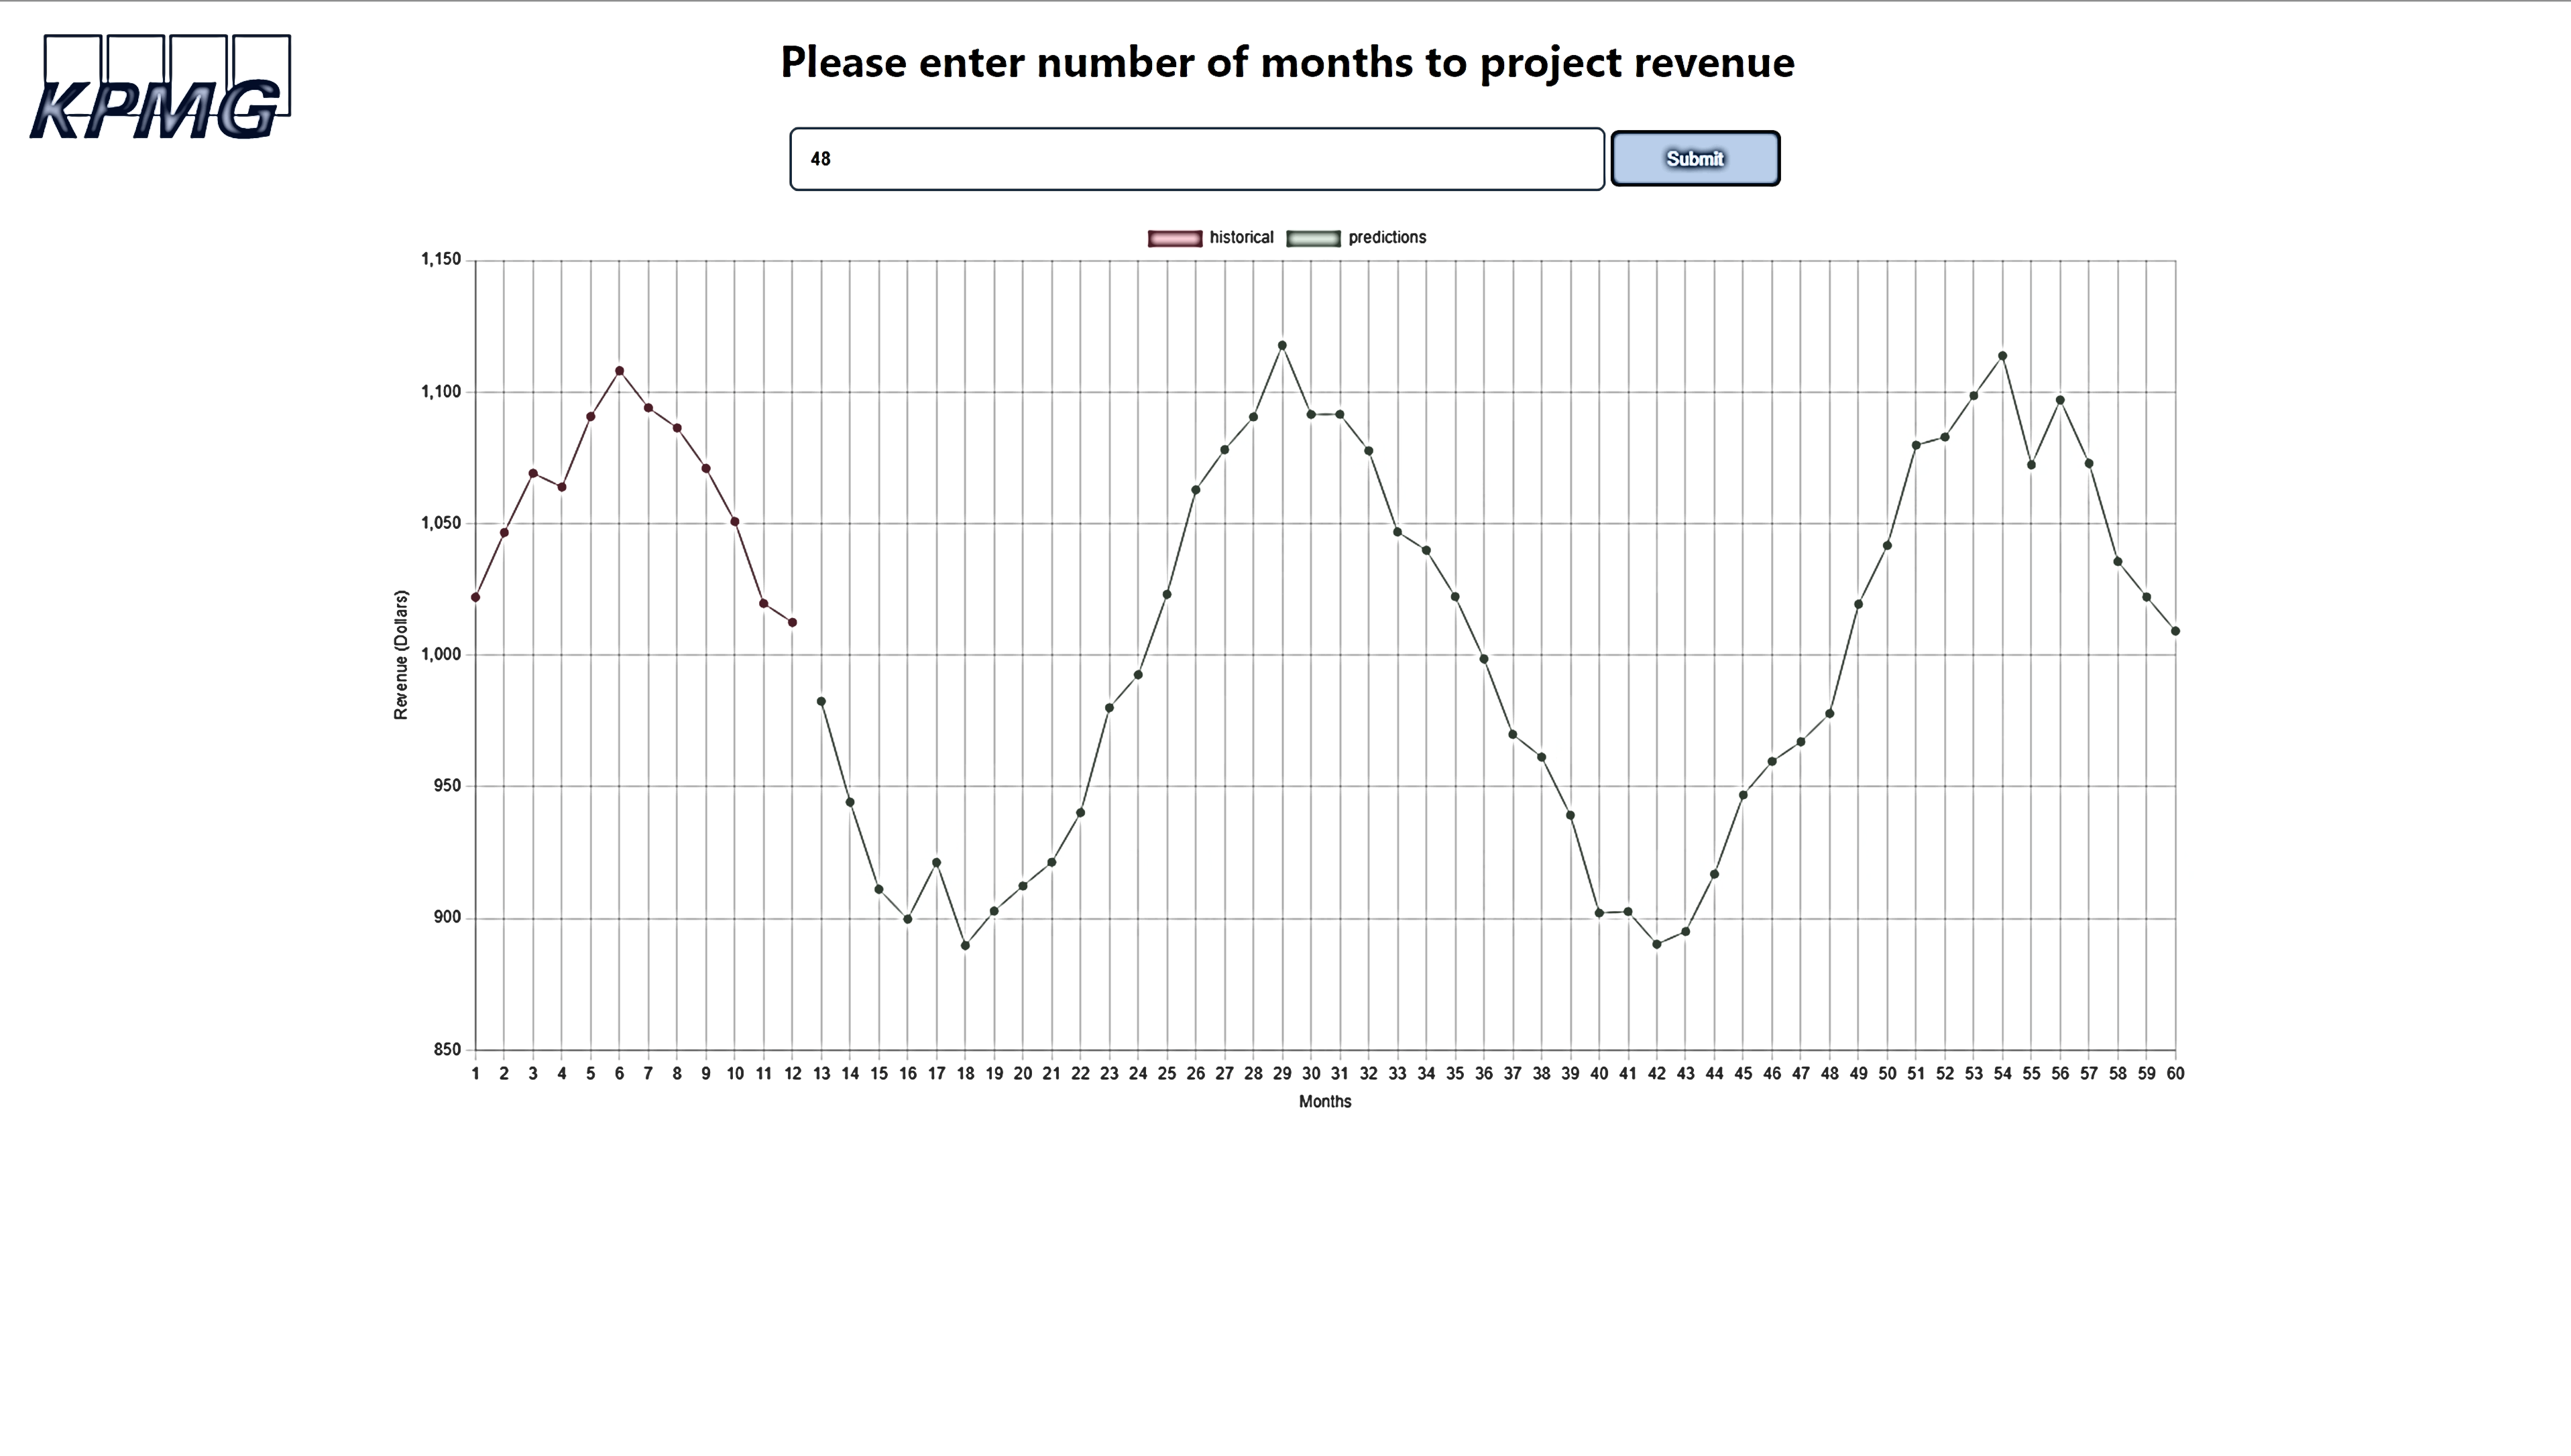 KPMG
Please enter number of months to project revenue
48
Submit
historical predictions
1,150
1,100
1,050
1,000
950
900
850
Revenue (Dollars)
1 2 3 4 5 6 7 8 9 10 11 12 13 14 15 16 17 18 19 20 21 22 23 24 25 26 27 28 29 30 31 32 33 34 35 36 37 38 39 40 41 42 43 44 45 46 47 48 49 50 51 52 53 54 55 56 57 58 59 60
Months